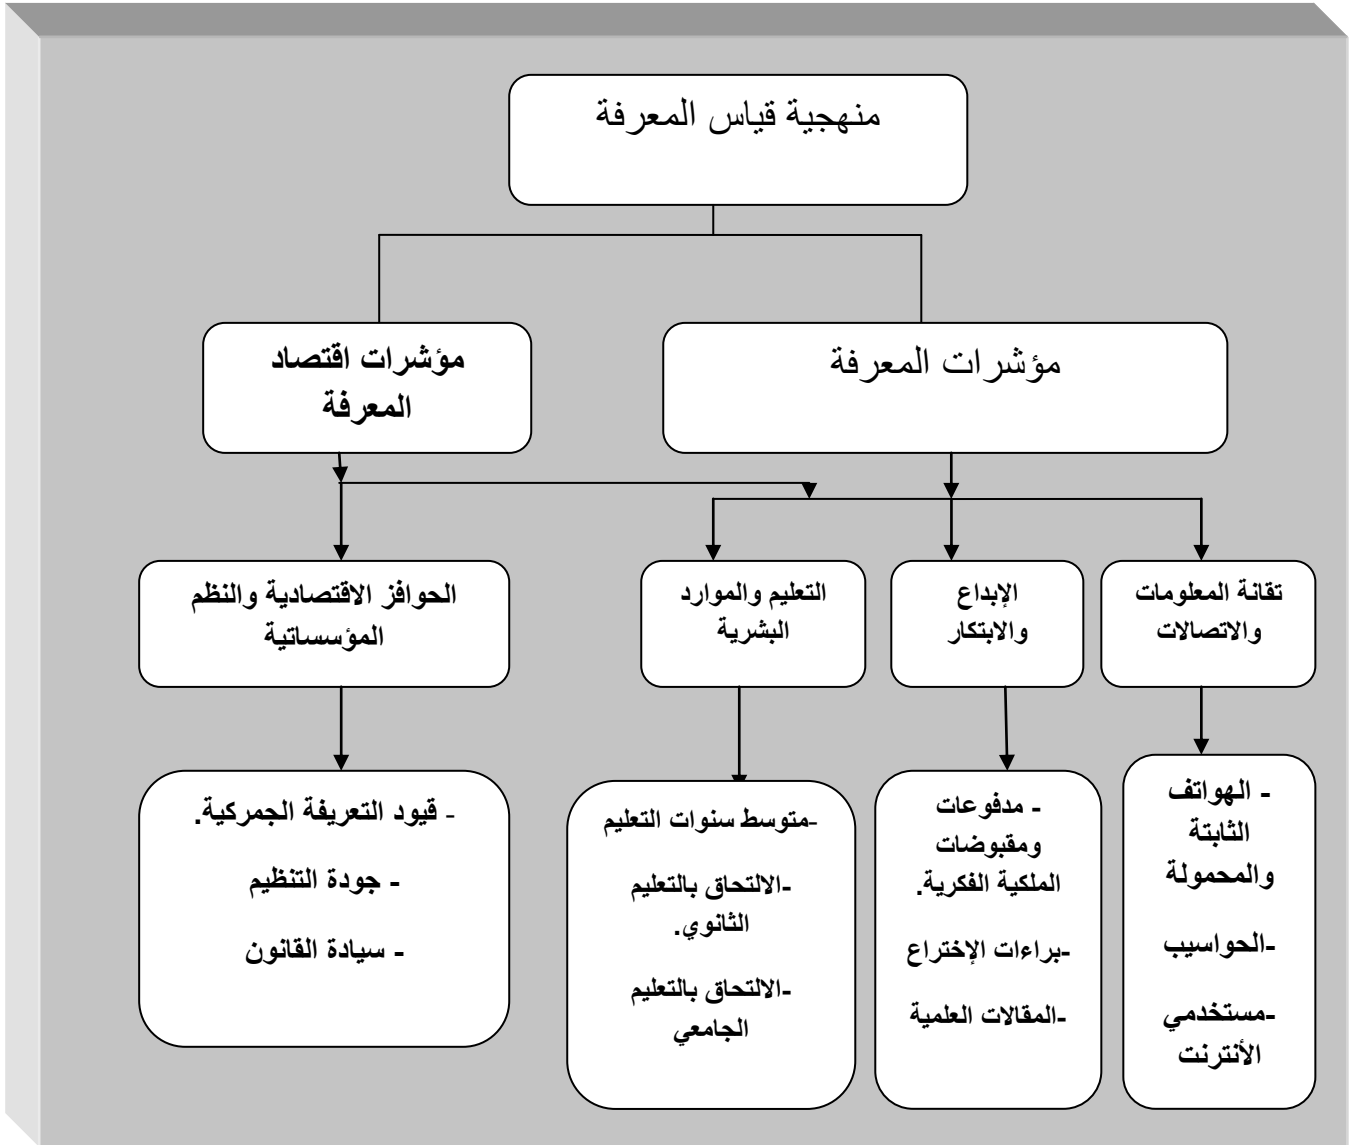 منهجية قياس المعرفة
مؤشرات المعرفة
مؤشرات اقتصاد
المعرفة
تقانة المعلومات
والاتصالات
الإبداع
والابتكار
التعليم والموارد
البشرية
الحوافز الاقتصادية والنظم
المؤسساتية
- الهواتف
الثابتة
والمحمولة
-الحواسيب
-مستخدمي
الأنترنت
- مدفوعات
ومقبوضات
الملكية الفكرية.
-براءات الإختراع
-المقالات العلمية
-متوسط سنوات التعليم
-الالتحاق بالتعليم
الثانوي.
-الالتحاق بالتعليم
الجامعي
- قيود التعريفة الجمركية.
- جودة التنظيم
- سيادة القانون